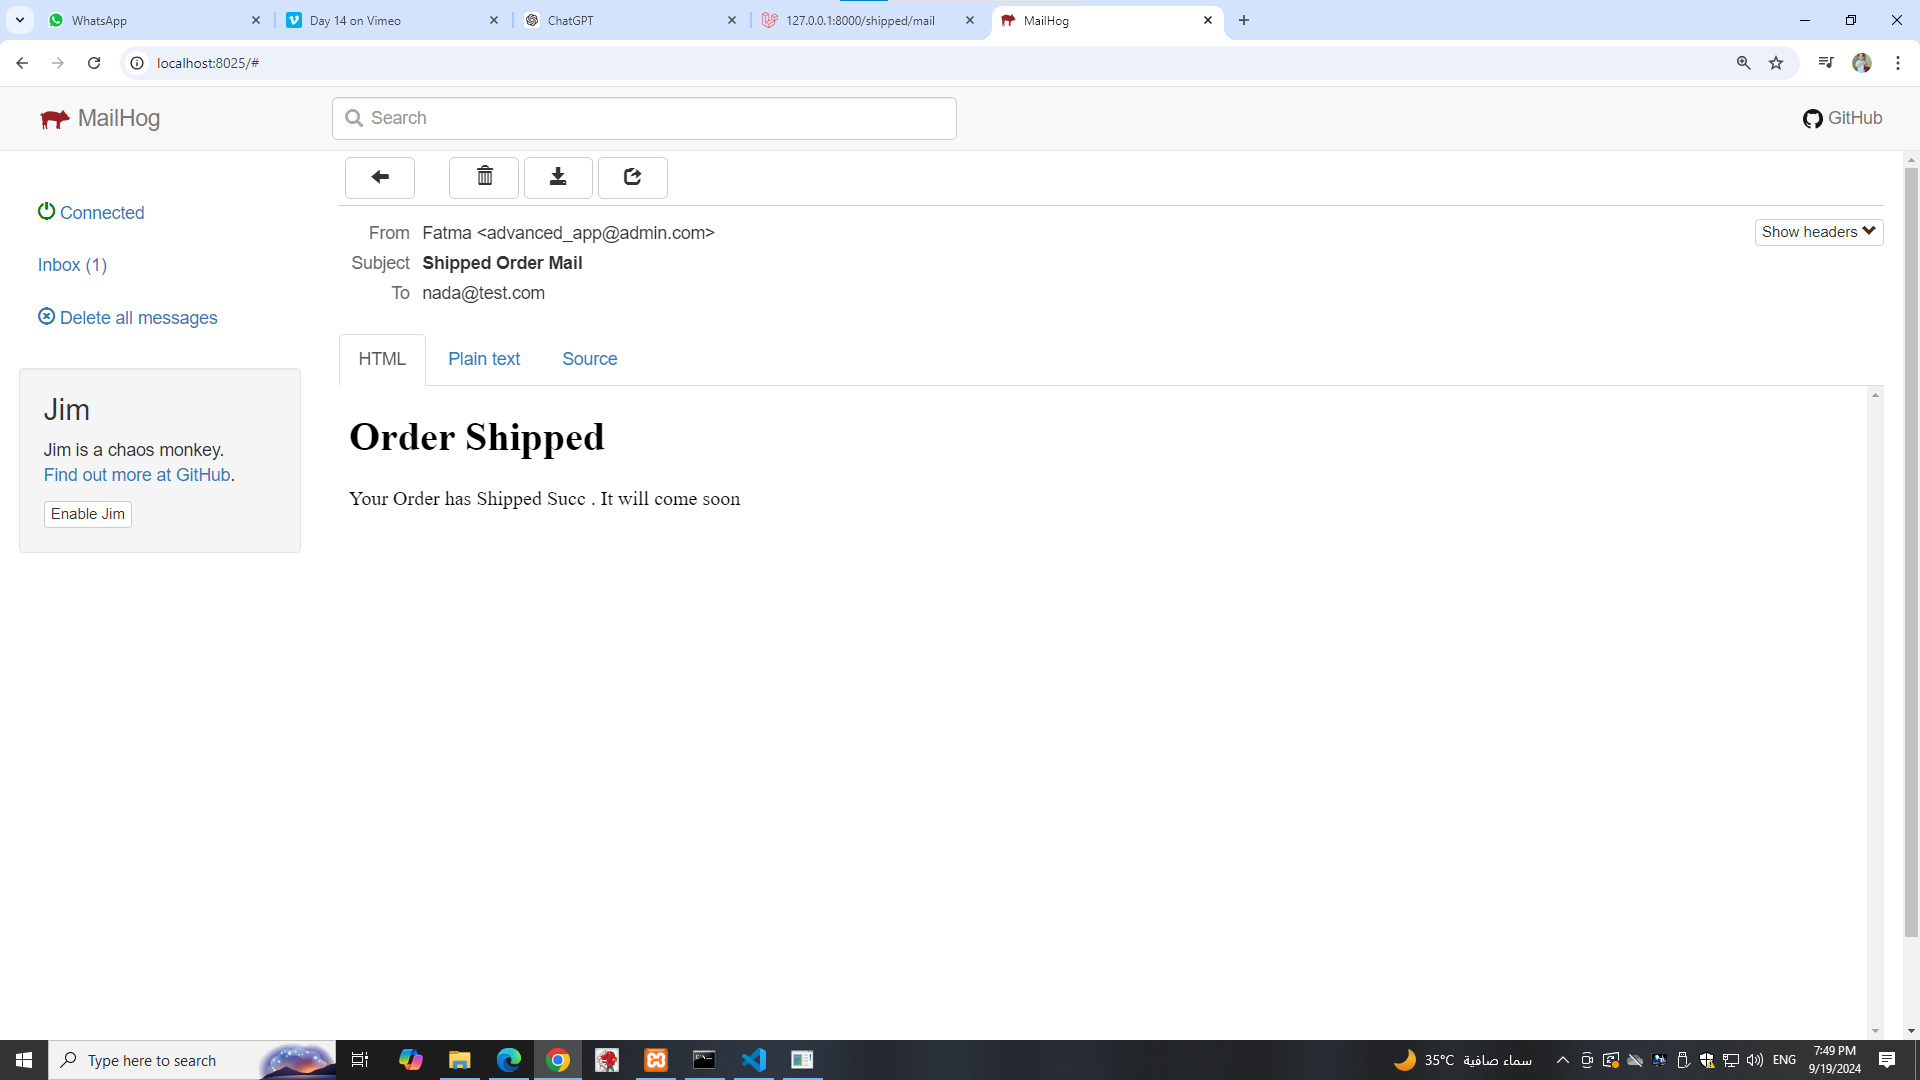 WhatsApp
Day 14 on Vimeo
ChatGPT
127.0.0.1:8000/shipped/mail
MailHog
localhost:8025/#
MailHog
Search
GitHub
Connected
Inbox (1)
Delete all messages
Jim
Jim is a chaos monkey.
Find out more at GitHub.
Enable Jim
From Fatma <advanced_app@admin.com>
Show headers
Subject Shipped Order Mail
To nada@test.com
HTML Plain text Source
Order Shipped
Your Order has Shipped Succ . It will come soon
Type here to search
35°C سماء صافية
ENG
7:49 PM
9/19/2024